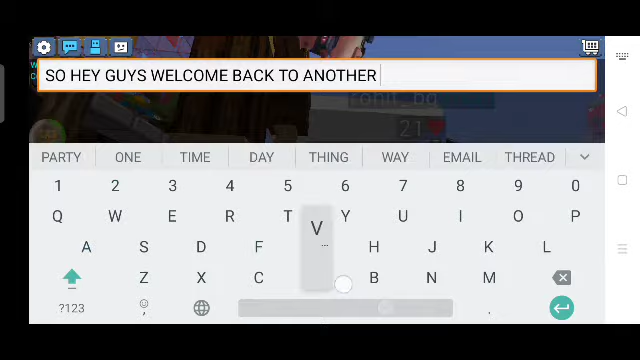 SO HEY GUYS WELCOME BACK TO ANOTHER
21
PARTY ONE TIME DAY THING WAY EMAIL THREAD
1 2 3 4 5 6 7 8 9 0
Q W E R T Y U I O P
V
A S D F H J K L
Z X C B N M
?123 , .